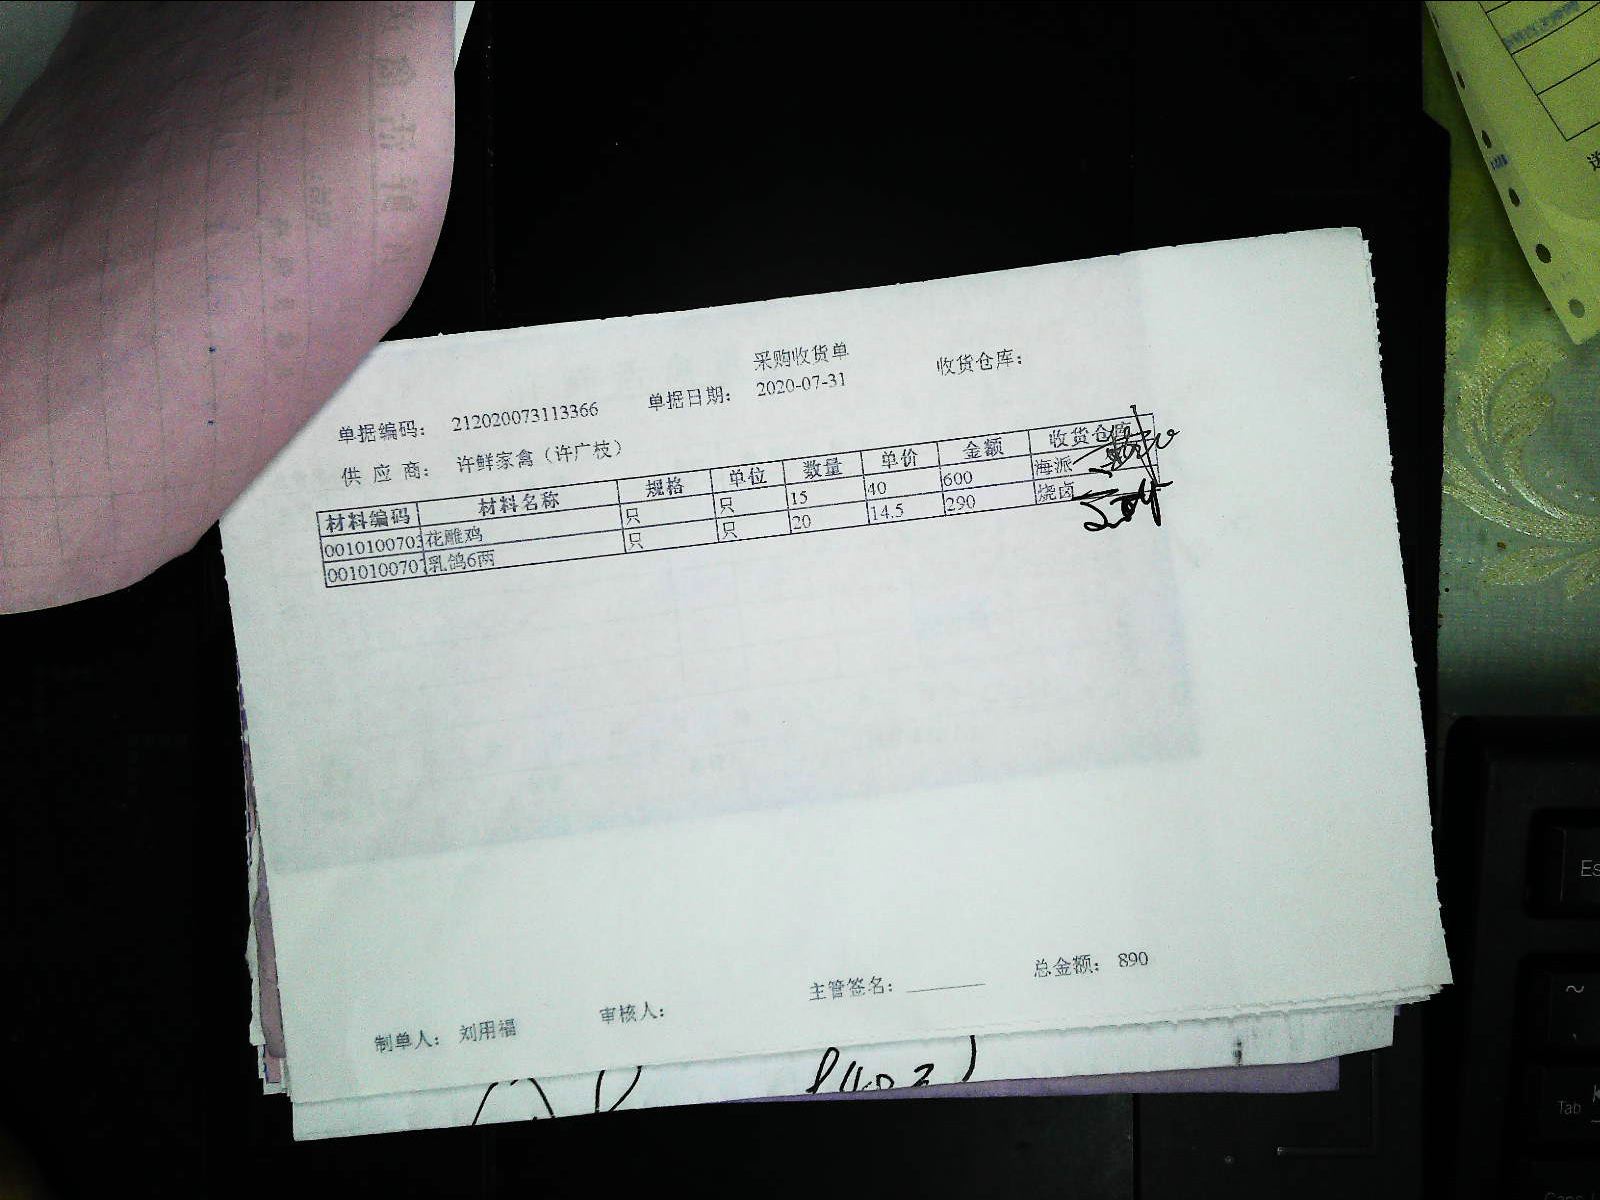 采购收货单
单据编码： 212020073113366 单据日期： 2020-07-31 收货仓库：
供 应 商： 许鲜家禽（许广枝）
材料编码 材料名称 规格 单位 数量 单价 金额 收货仓库
001010070 花雕鸡 只 只 15 40 600 海派
001010070 乳鸽6两 只 只 20 14.5 290 烧卤
制单人： 刘用福 审核人： 主管签名： 总金额： 890
Tab